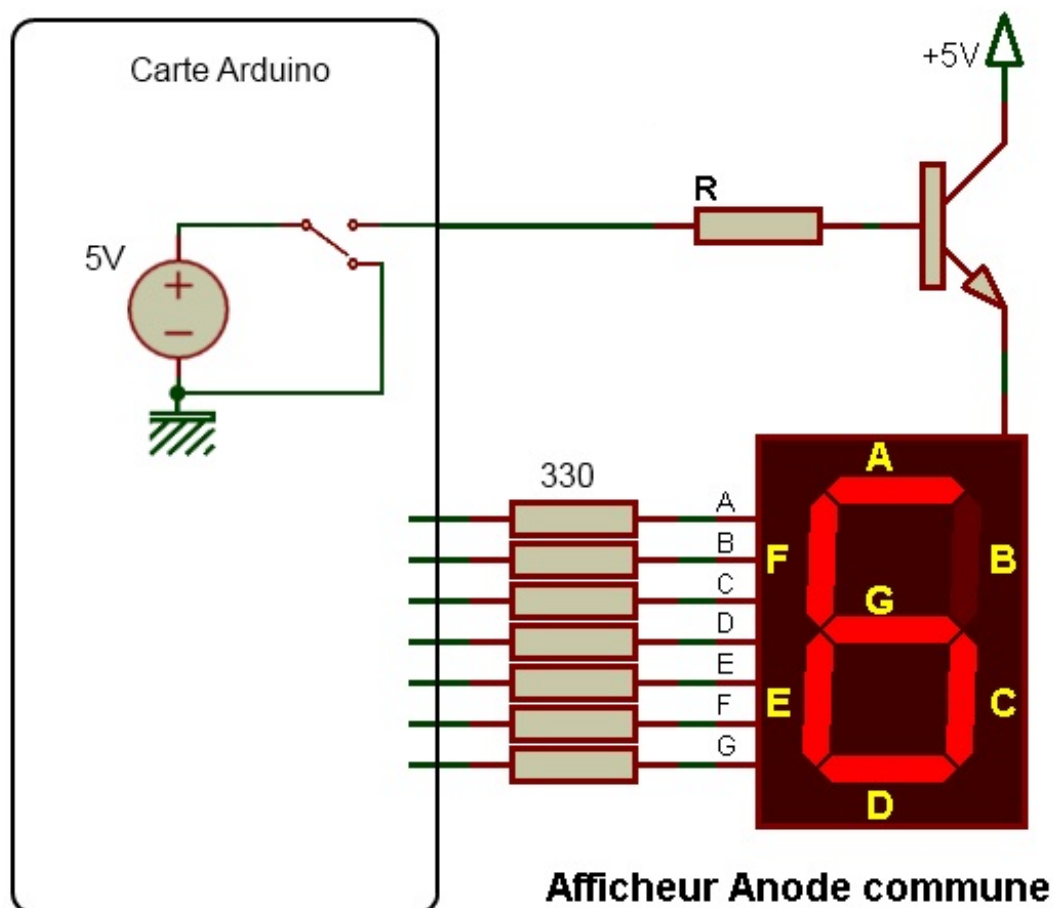 Carte Arduino
+5V
R
5V
330
A
B
C
D
E
F
G
A
F
B
G
E
C
D
Afficheur Anode commune